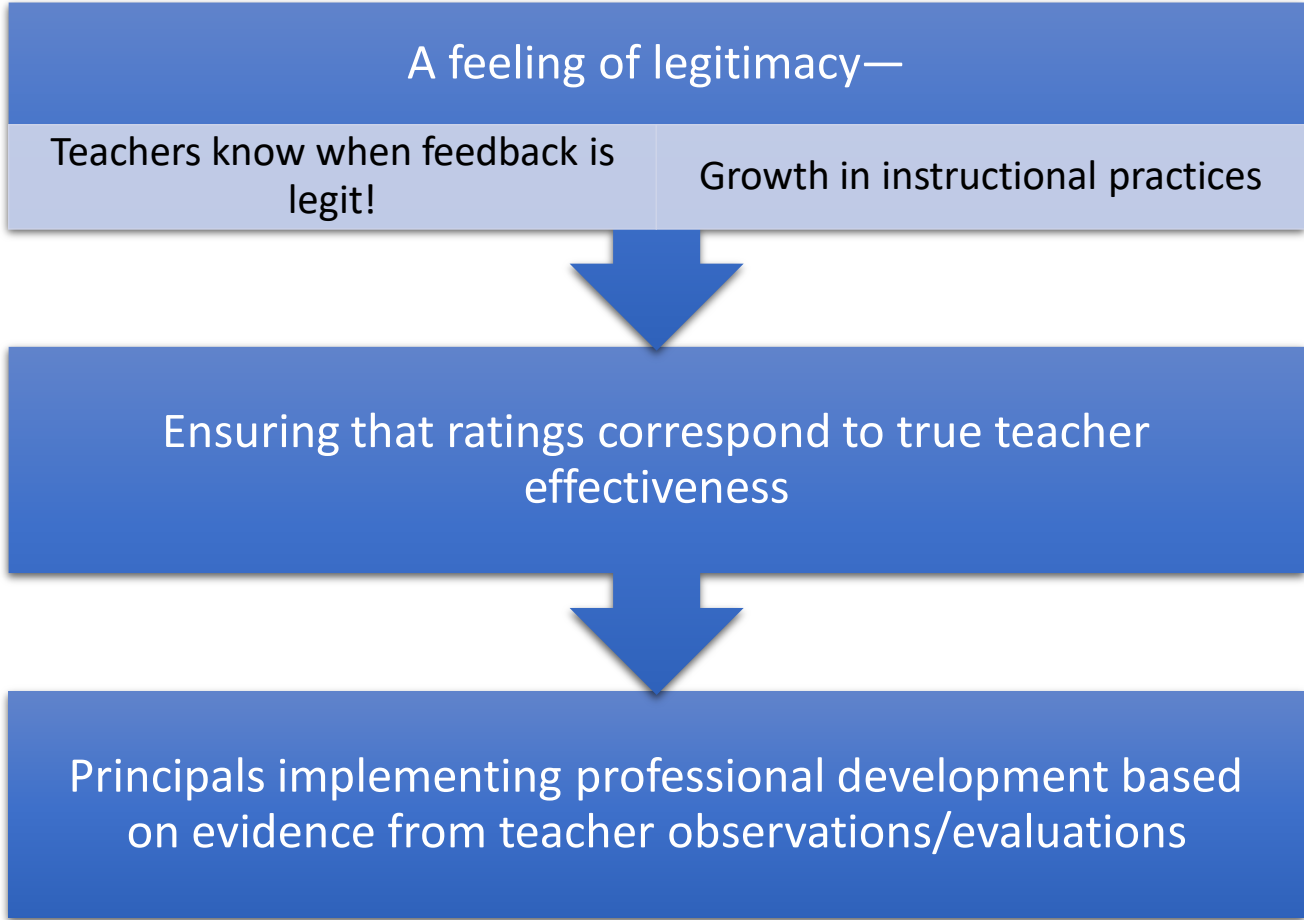 A feeling of legitimacy—
Teachers know when feedback is
legit!
Growth in instructional practices
Ensuring that ratings correspond to true teacher
effectiveness
Principals implementing professional development based
on evidence from teacher observations/evaluations